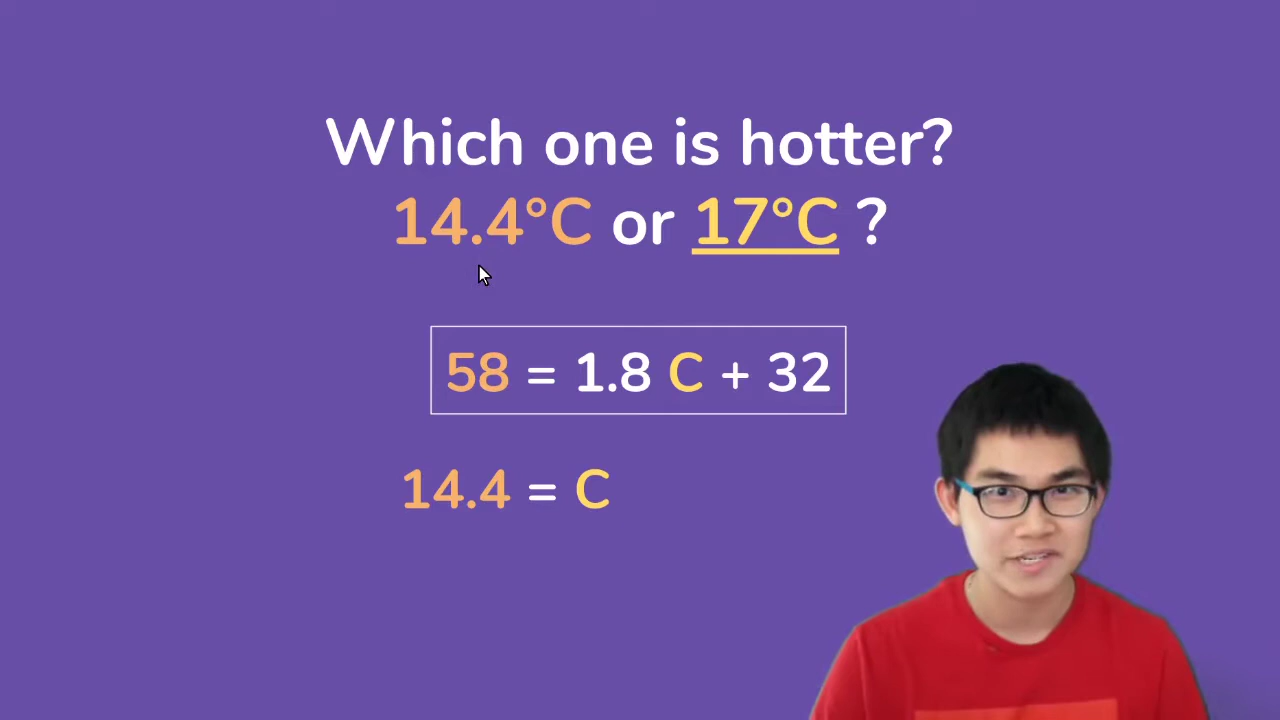 Which one is hotter?
14.4°C or 17°C ?
58 = 1.8 C + 32
14.4 = C